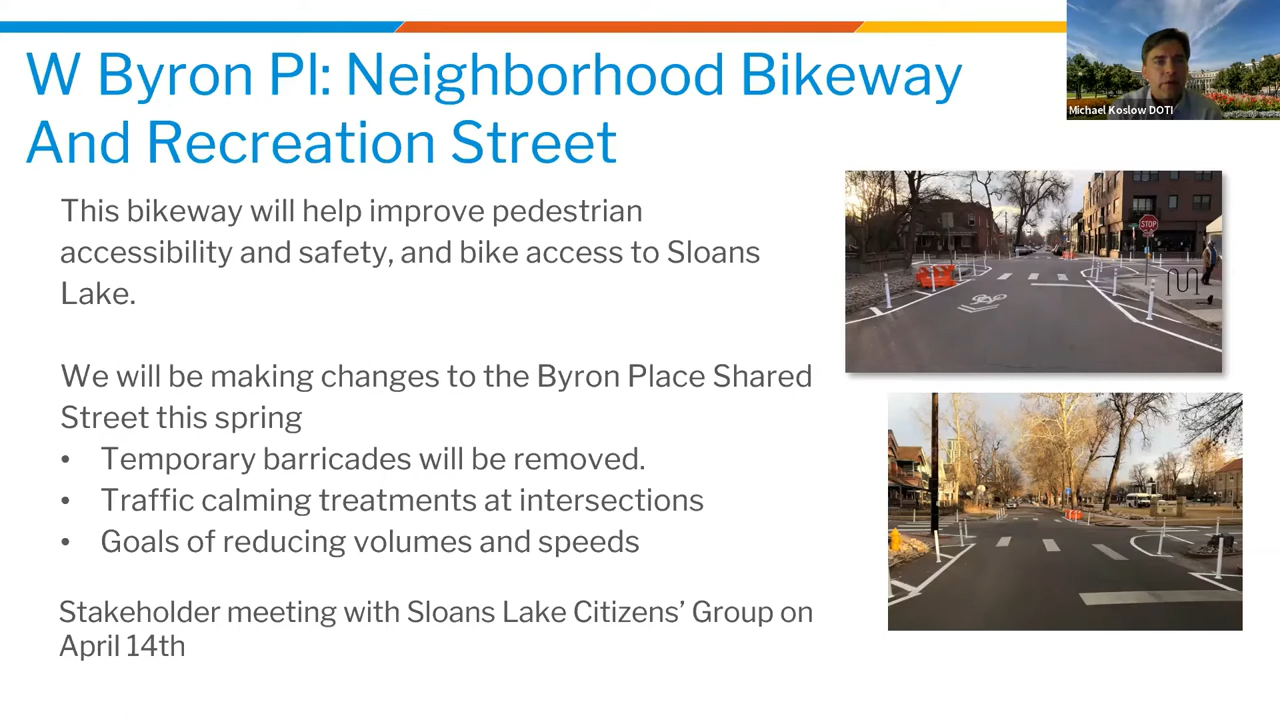 W Byron Pl: Neighborhood Bikeway
And Recreation Street
Michael Koslow DOTI
This bikeway will help improve pedestrian
accessibility and safety, and bike access to Sloans
Lake.
We will be making changes to the Byron Place Shared
Street this spring
• Temporary barricades will be removed.
• Traffic calming treatments at intersections
• Goals of reducing volumes and speeds
Stakeholder meeting with Sloans Lake Citizens’ Group on
April 14th
STOP